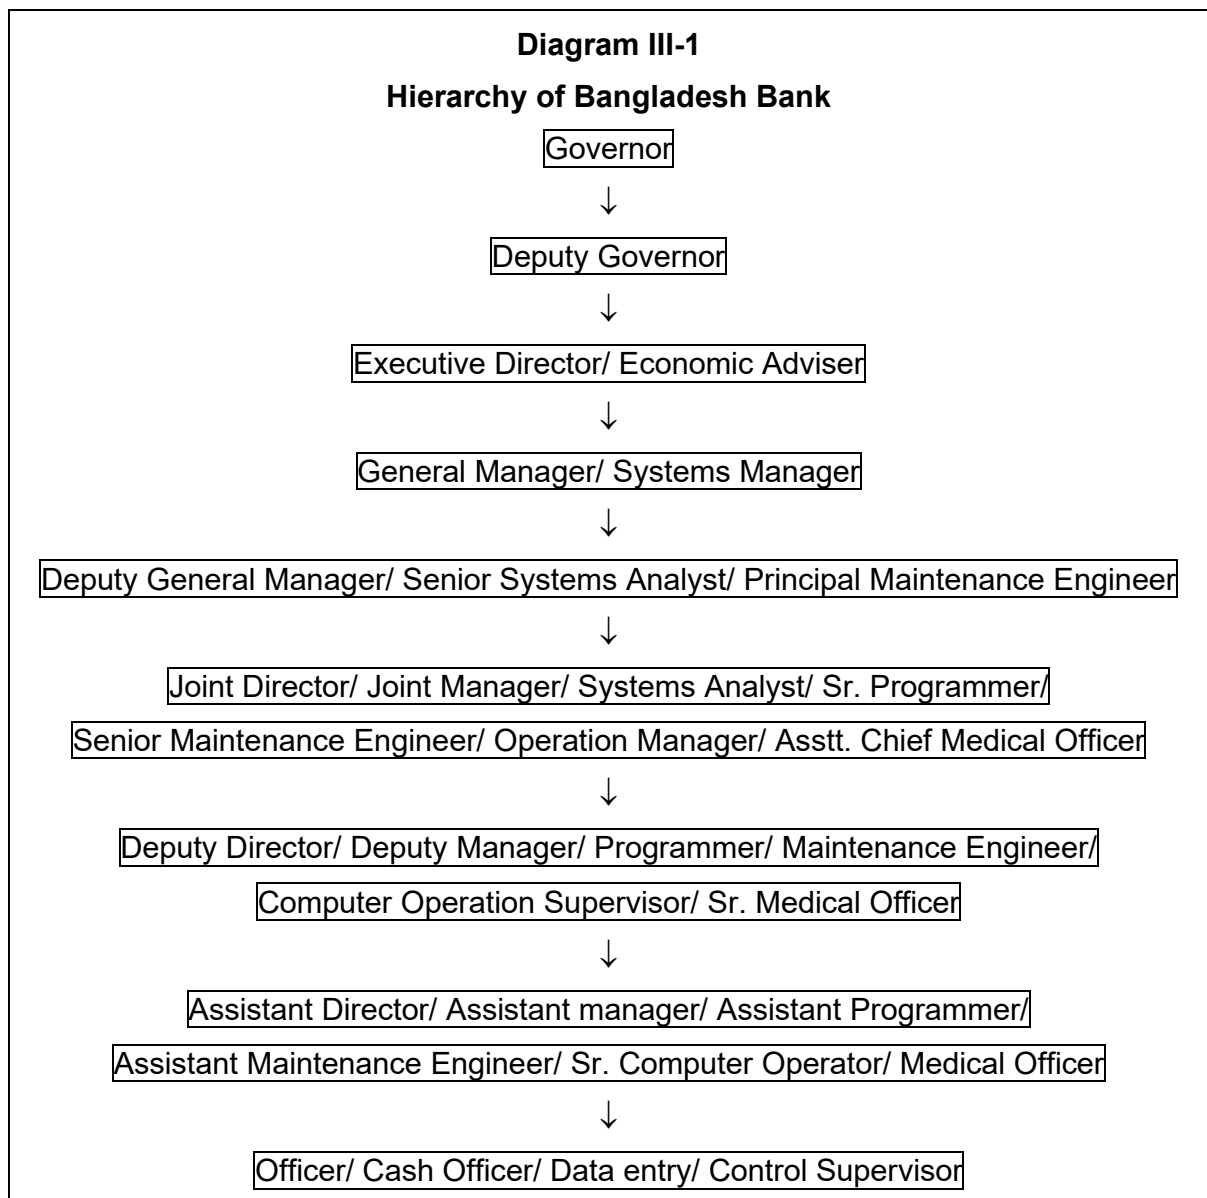 Diagram III-1
Hierarchy of Bangladesh Bank
Governor
↓
Deputy Governor
↓
Executive Director/ Economic Adviser
↓
General Manager/ Systems Manager
↓
Deputy General Manager/ Senior Systems Analyst/ Principal Maintenance Engineer
↓
Joint Director/ Joint Manager/ Systems Analyst/ Sr. Programmer/
Senior Maintenance Engineer/ Operation Manager/ Asstt. Chief Medical Officer
↓
Deputy Director/ Deputy Manager/ Programmer/ Maintenance Engineer/
Computer Operation Supervisor/ Sr. Medical Officer
↓
Assistant Director/ Assistant manager/ Assistant Programmer/
Assistant Maintenance Engineer/ Sr. Computer Operator/ Medical Officer
↓
Officer/ Cash Officer/ Data entry/ Control Supervisor